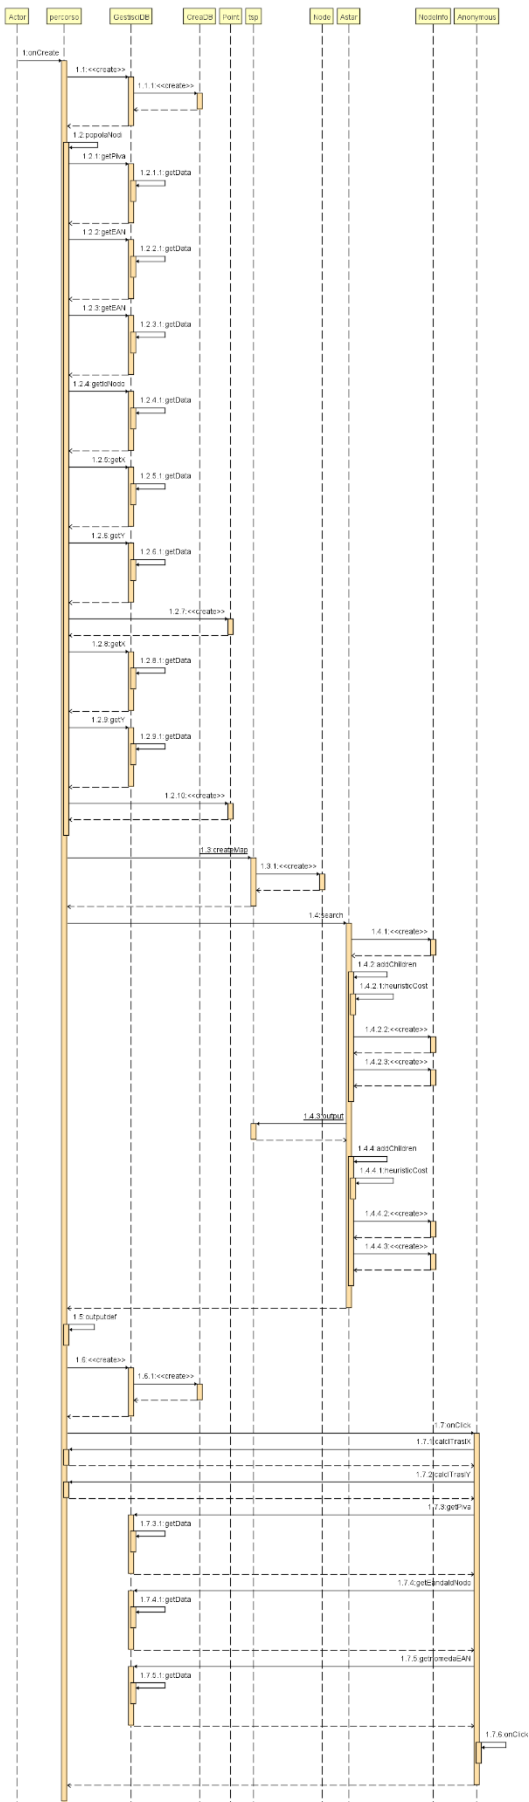 Actor percorso GestisciDB CreaDB Point tsp Node Astar NodeInfo Anonymous
1:onCreate
1.1:<<create>>
1.1.1:<<create>>
1.2:popolaNodi
1.2.1:getPiva
1.2.1.1:getData
1.2.2:getEAN
1.2.2.1:getData
1.2.3:getEAN
1.2.3.1:getData
1.2.4:getIdNodo
1.2.4.1:getData
1.2.5:getX
1.2.5.1:getData
1.2.6:getY
1.2.6.1:getData
1.2.7:<<create>>
1.2.8:getX
1.2.8.1:getData
1.2.9:getY
1.2.9.1:getData
1.2.10:<<create>>
1.3:createMap
1.3.1:<<create>>
1.4:search
1.4.1:<<create>>
1.4.2:addChildren
1.4.2.1:heuristicCost
1.4.2.2:<<create>>
1.4.2.3:<<create>>
1.4.3:output
1.4.4:addChildren
1.4.4.1:heuristicCost
1.4.4.2:<<create>>
1.4.4.3:<<create>>
1.5:outputdef
1.6:<<create>>
1.6.1:<<create>>
1.7:onClick
1.7.1:calclTraslX
1.7.2:calclTraslY
1.7.3:getPiva
1.7.3.1:getData
1.7.4:getEandaIdNodo
1.7.4.1:getData
1.7.5:getnomedaEAN
1.7.5.1:getData
1.7.6:onClick